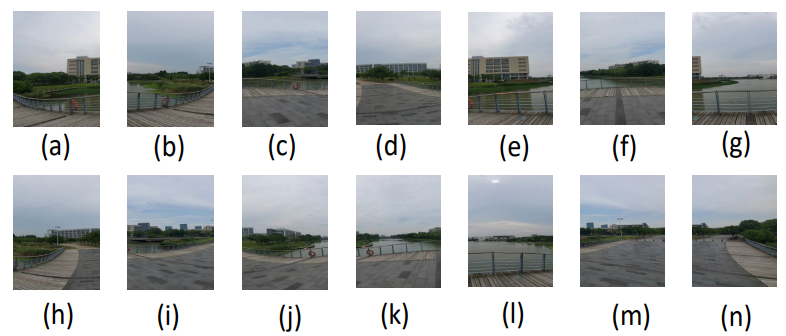 (a) (b) (c) (d) (e) (f) (g)
(h) (i) (j) (k) (l) (m) (n)